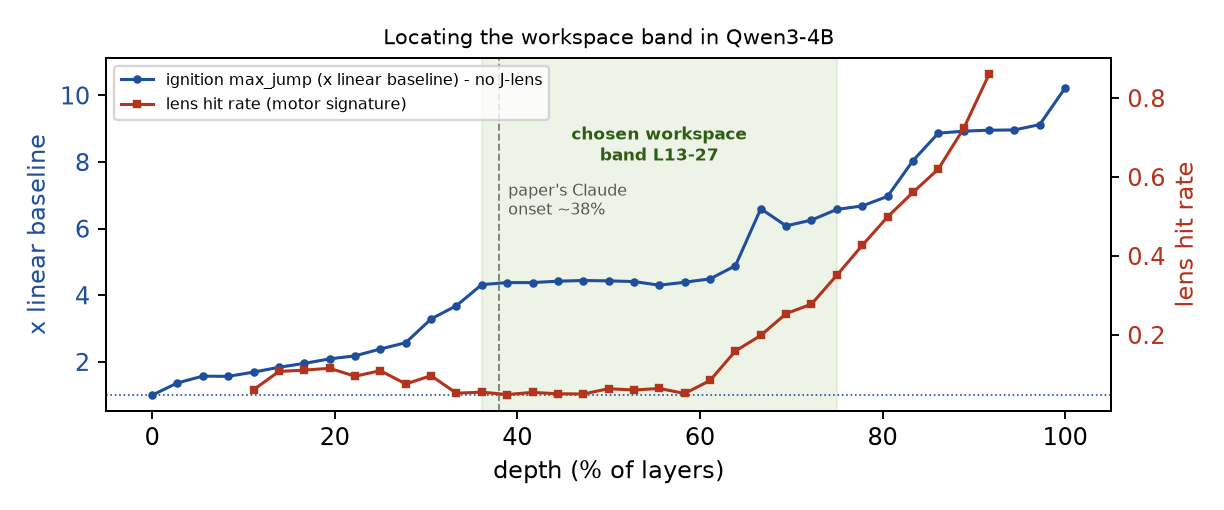 Locating the workspace band in Qwen3-4B
ignition max_jump (x linear baseline) - no J-lens
lens hit rate (motor signature)
chosen workspace
band L13-27
paper's Claude
onset ~38%
x linear baseline
10
8
6
4
2
0.8
0.6
0.4
0.2
lens hit rate
0 20 40 60 80 100
depth (% of layers)